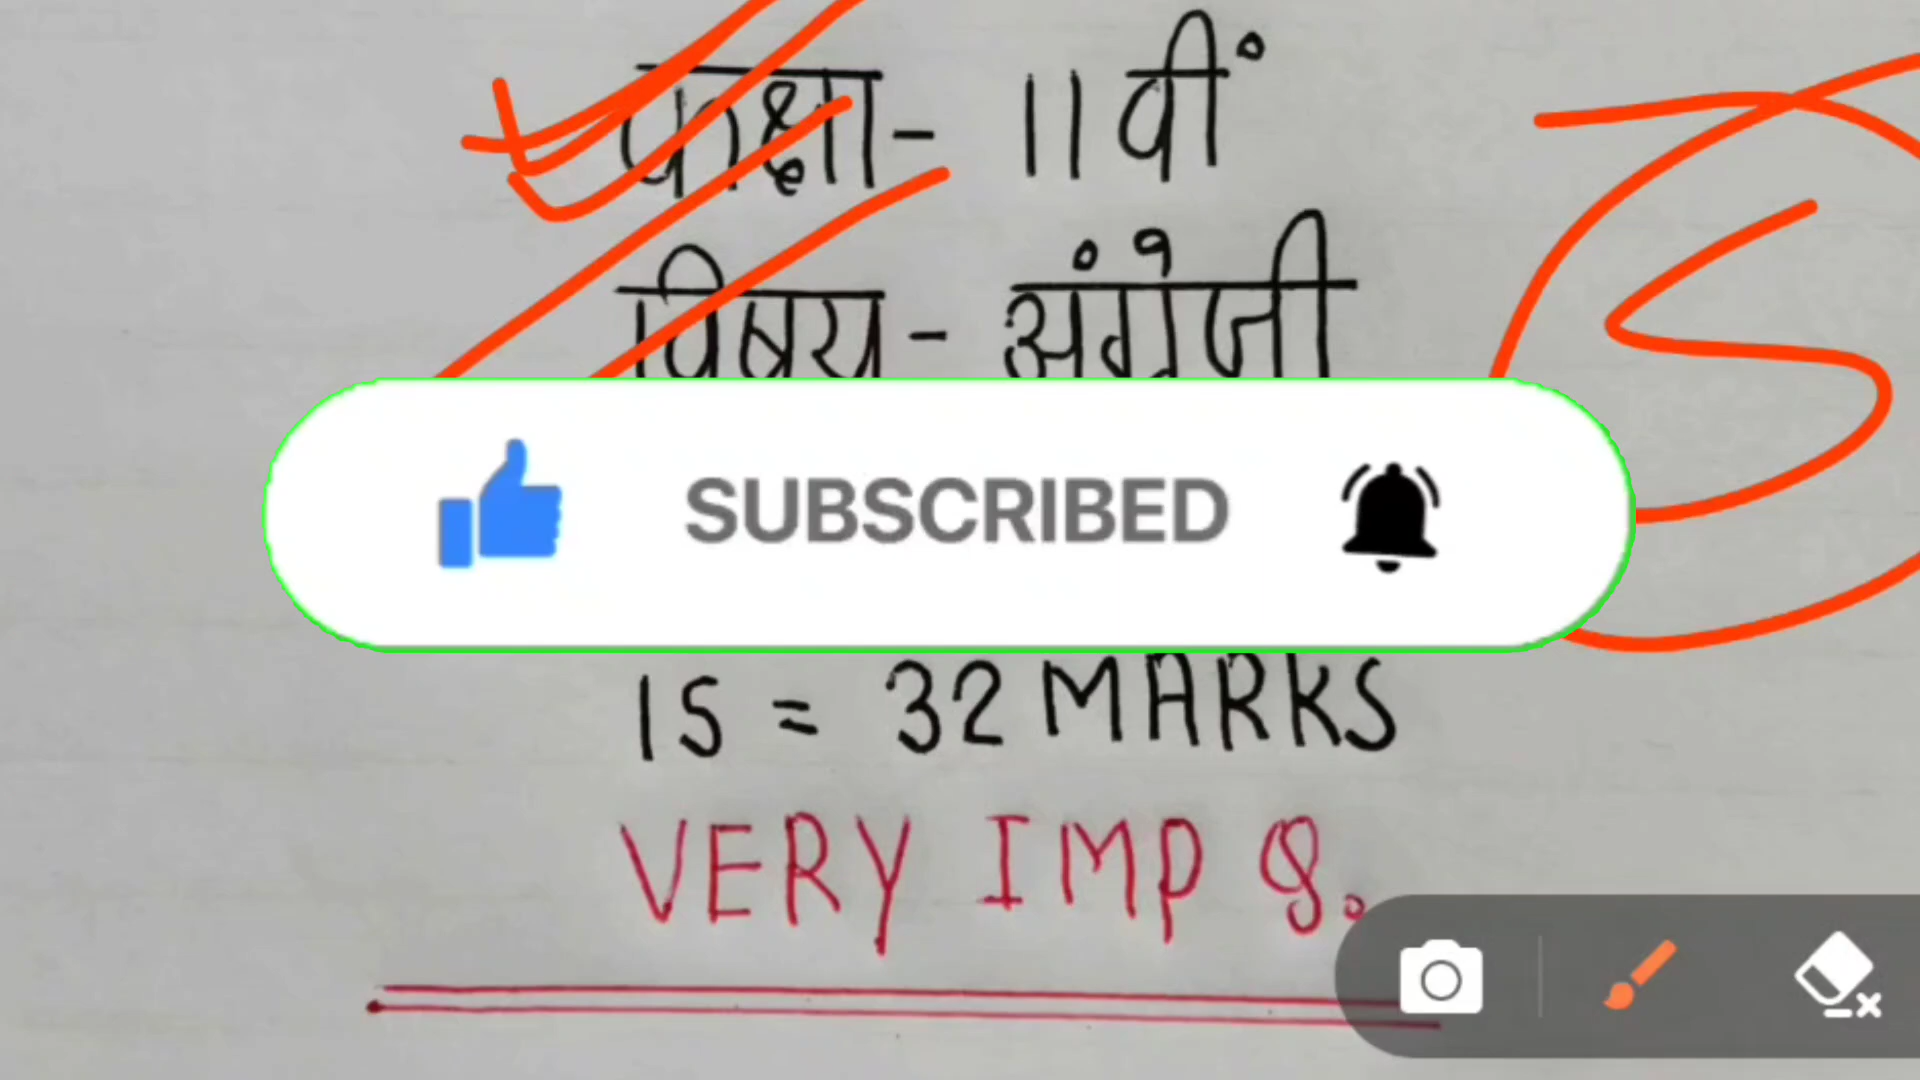 कक्षा - 11वीं
विषय - अंग्रेजी
SUBSCRIBED
15 = 32 MARKS
VERY IMP Q.